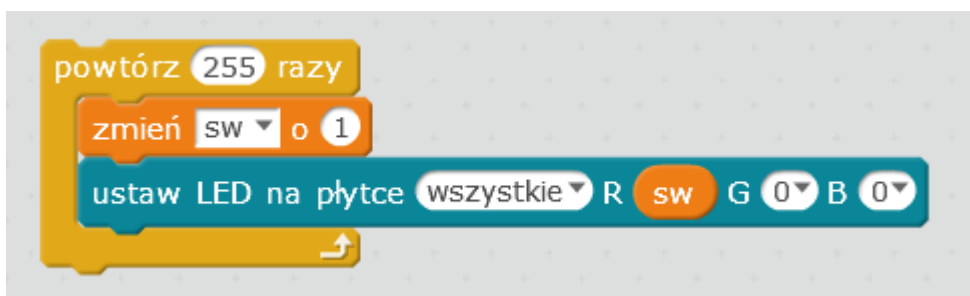 powtórz 255 razy
zmień sw o 1
ustaw LED na płytce wszystkie R sw G 0 B 0